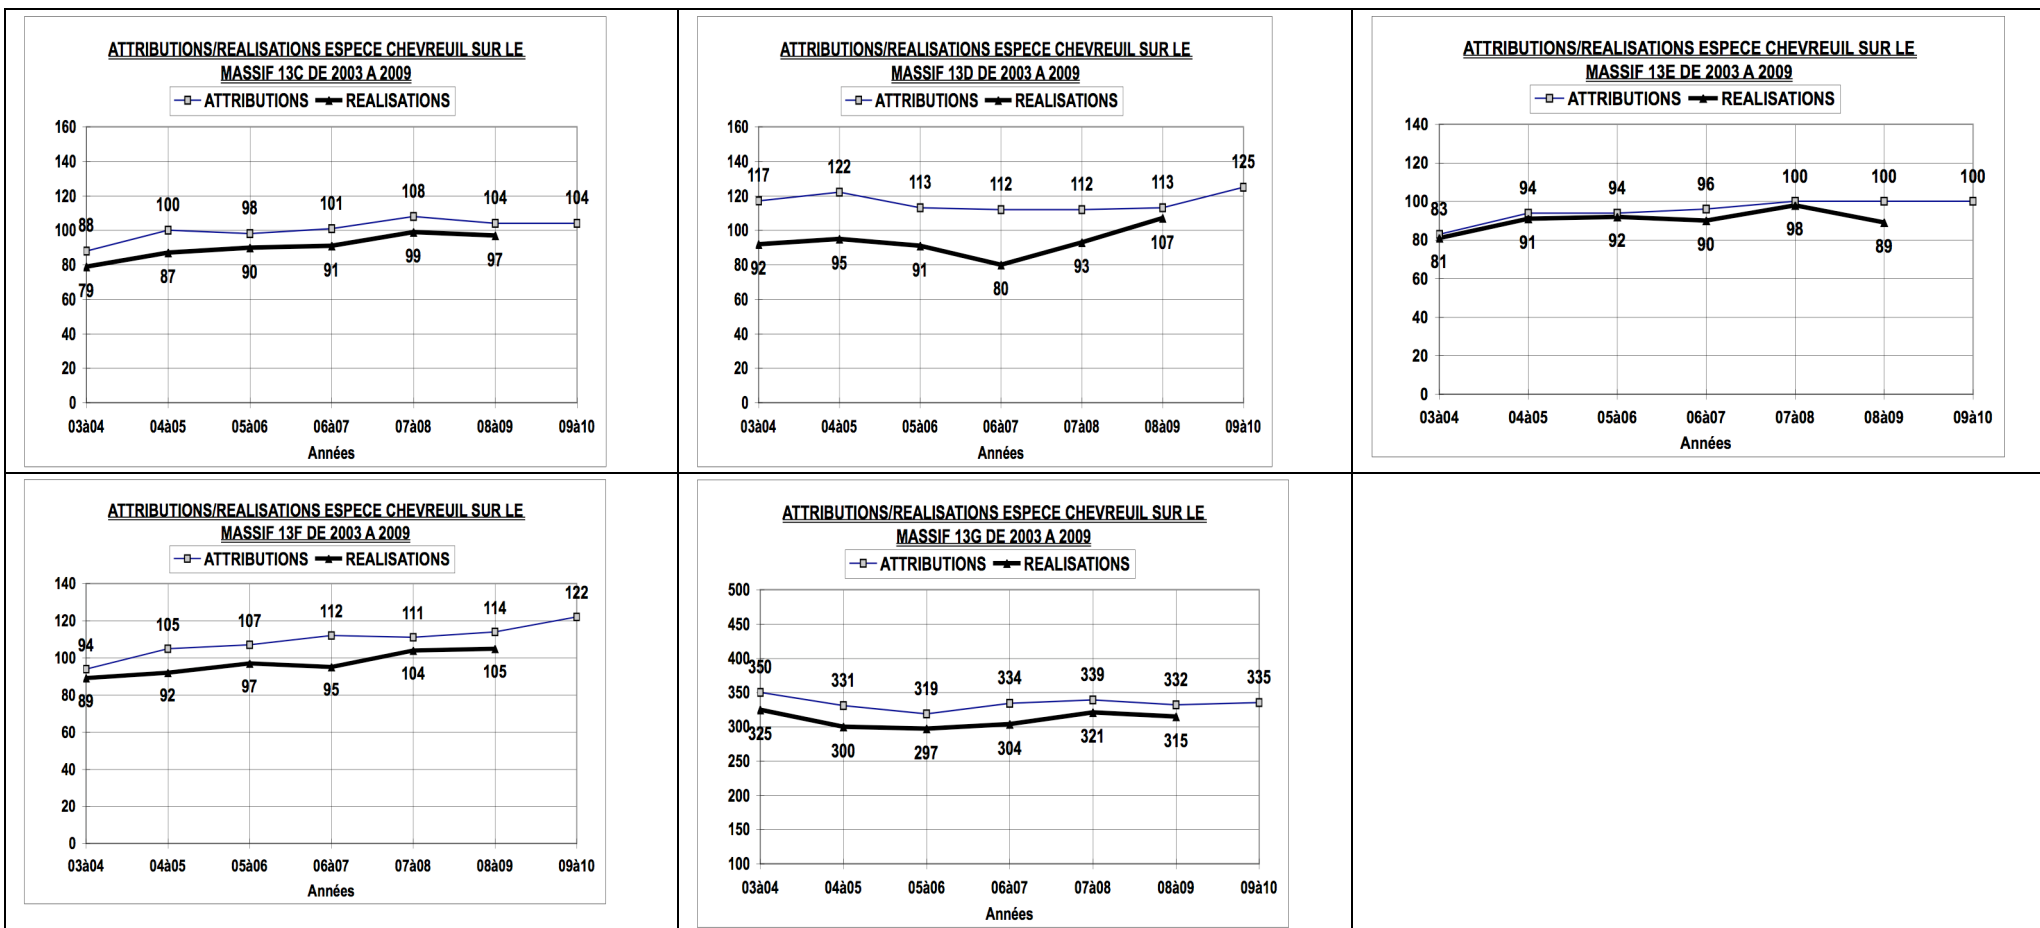 ATTRIBUTIONS/REALISATIONS ESPECE CHEVREUIL SUR LE
MASSIF 13C DE 2003 A 2009
ATTRIBUTIONS REALISATIONS
160
140
120
100
80
60
40
20
0
88 100 98 101 108 104 104
79 87 90 91 99 97
03à04 04à05 05à06 06à07 07à08 08à09 09à10
Années
ATTRIBUTIONS/REALISATIONS ESPECE CHEVREUIL SUR LE
MASSIF 13D DE 2003 A 2009
ATTRIBUTIONS REALISATIONS
160
140
120
100
80
60
40
20
0
117 122 113 112 112 113 125
92 95 91 80 93 107
03à04 04à05 05à06 06à07 07à08 08à09 09à10
Années
ATTRIBUTIONS/REALISATIONS ESPECE CHEVREUIL SUR LE
MASSIF 13E DE 2003 A 2009
ATTRIBUTIONS REALISATIONS
140
120
100
80
60
40
20
0
83 94 94 96 100 100 100
81 91 92 90 98 89
03à04 04à05 05à06 06à07 07à08 08à09 09à10
Années
ATTRIBUTIONS/REALISATIONS ESPECE CHEVREUIL SUR LE
MASSIF 13F DE 2003 A 2009
ATTRIBUTIONS REALISATIONS
140
120
100
80
60
40
20
0
94 105 107 112 111 114 122
89 92 97 95 104 105
03à04 04à05 05à06 06à07 07à08 08à09 09à10
Années
ATTRIBUTIONS/REALISATIONS ESPECE CHEVREUIL SUR LE
MASSIF 13G DE 2003 A 2009
ATTRIBUTIONS REALISATIONS
500
450
400
350
300
250
200
150
100
350 331 319 334 339 332 335
325 300 297 304 321 315
03à04 04à05 05à06 06à07 07à08 08à09 09à10
Années